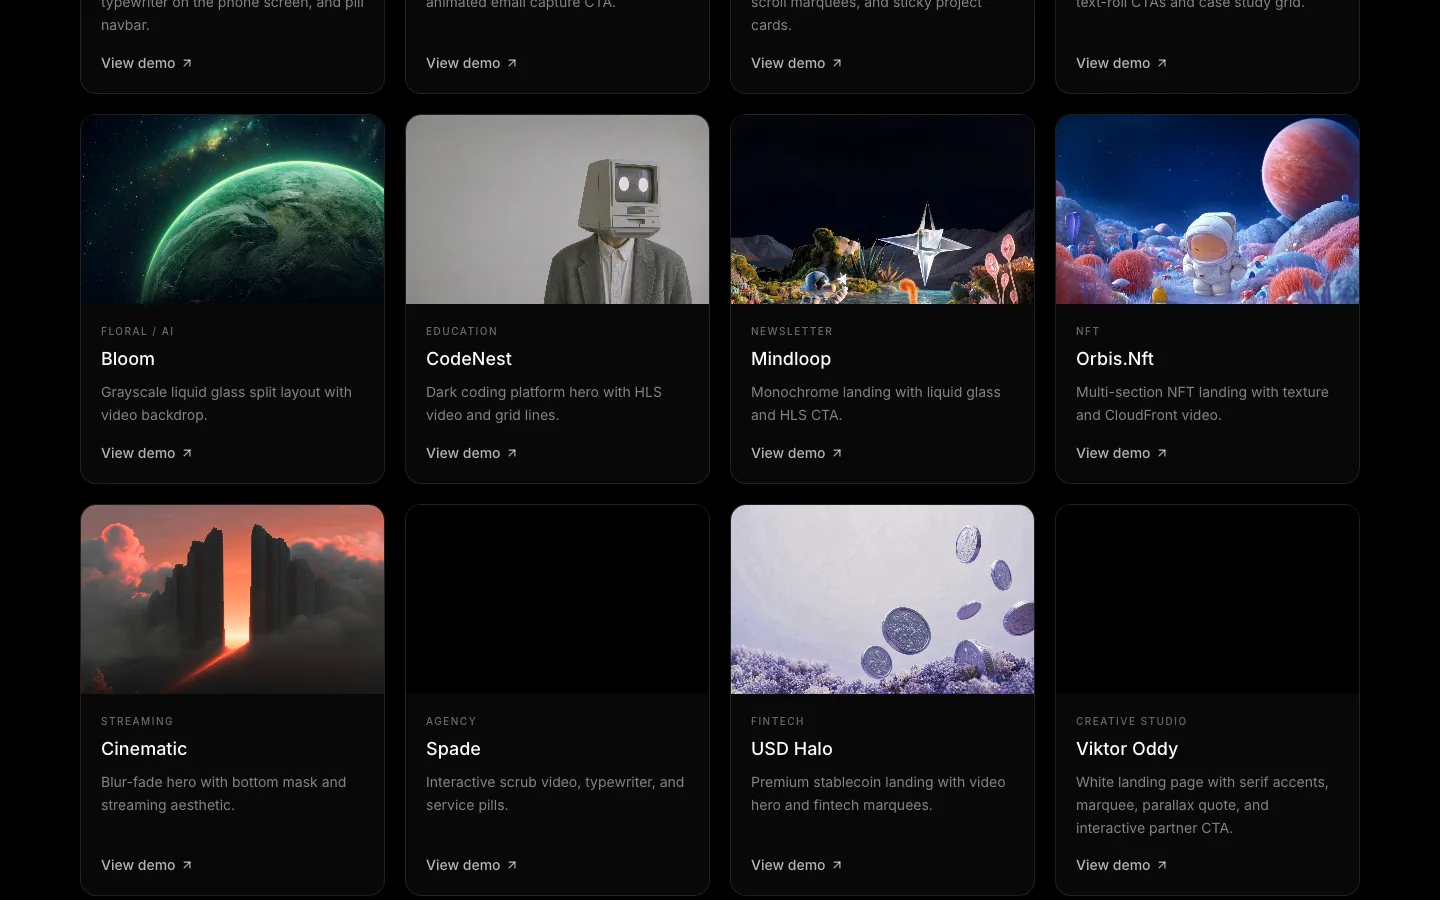 typewriter on the phone screen, and pill
navbar.
View demo ↗
animated email capture CTA.
View demo ↗
scroll marquees, and sticky project
cards.
View demo ↗
text-roll CTAs and case study grid.
View demo ↗
FLORAL / AI
Bloom
Grayscale liquid glass split layout with
video backdrop.
View demo ↗
EDUCATION
CodeNest
Dark coding platform hero with HLS
video and grid lines.
View demo ↗
NEWSLETTER
Mindloop
Monochrome landing with liquid glass
and HLS CTA.
View demo ↗
NFT
Orbis.Nft
Multi-section NFT landing with texture
and CloudFront video.
View demo ↗
STREAMING
Cinematic
Blur-fade hero with bottom mask and
streaming aesthetic.
View demo ↗
AGENCY
Spade
Interactive scrub video, typewriter, and
service pills.
View demo ↗
FINTECH
USD Halo
Premium stablecoin landing with video
hero and fintech marquees.
View demo ↗
CREATIVE STUDIO
Viktor Oddy
White landing page with serif accents,
marquee, parallax quote, and
interactive partner CTA.
View demo ↗